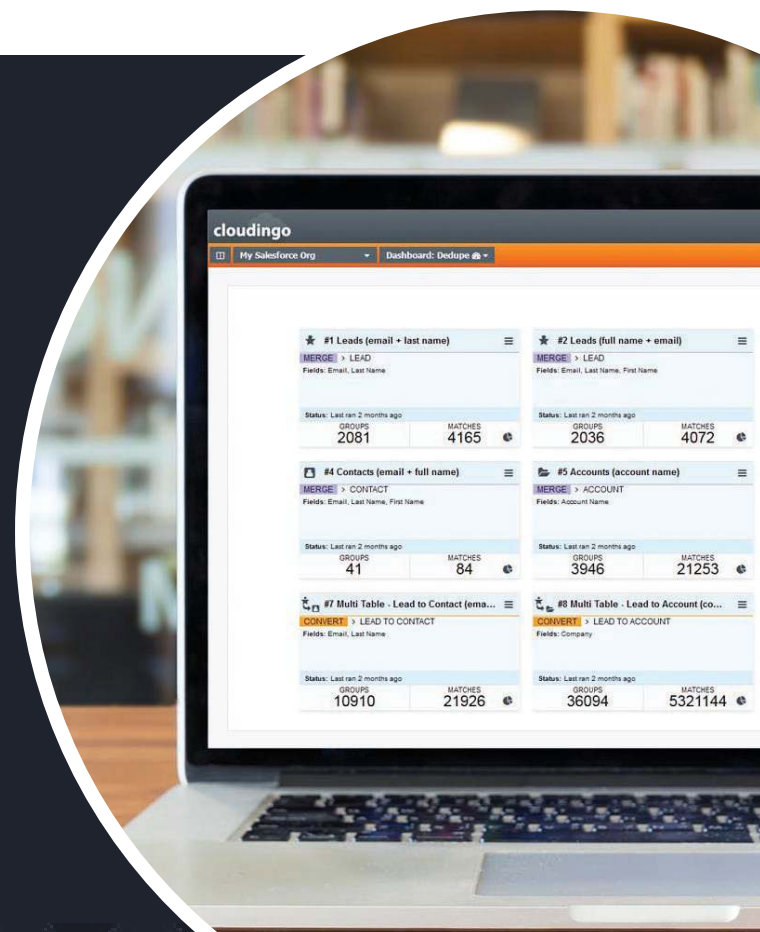 cloudingo
My Salesforce Org
Dashboard: Dedupe
#1 Leads (email + last name)
MERGE > LEAD
Fields: Email, Last Name
Status: Last ran 2 months ago
GROUPS MATCHES
2081 4165
#2 Leads (full name + email)
MERGE > LEAD
Fields: Email, Last Name, First Name
Status: Last ran 2 months ago
GROUPS MATCHES
2036 4072
#4 Contacts (email + full name)
MERGE > CONTACT
Fields: Email, Last Name, First Name
Status: Last ran 2 months ago
GROUPS MATCHES
41 84
#5 Accounts (account name)
MERGE > ACCOUNT
Fields: Account Name
Status: Last ran 2 months ago
GROUPS MATCHES
3946 21253
#7 Multi Table - Lead to Contact (ema...
CONVERT > LEAD TO CONTACT
Fields: Email, Last Name
Status: Last ran 2 months ago
GROUPS MATCHES
10910 21926
#8 Multi Table - Lead to Account (co...
CONVERT > LEAD TO ACCOUNT
Fields: Company
Status: Last ran 2 months ago
GROUPS MATCHES
36094 5321144